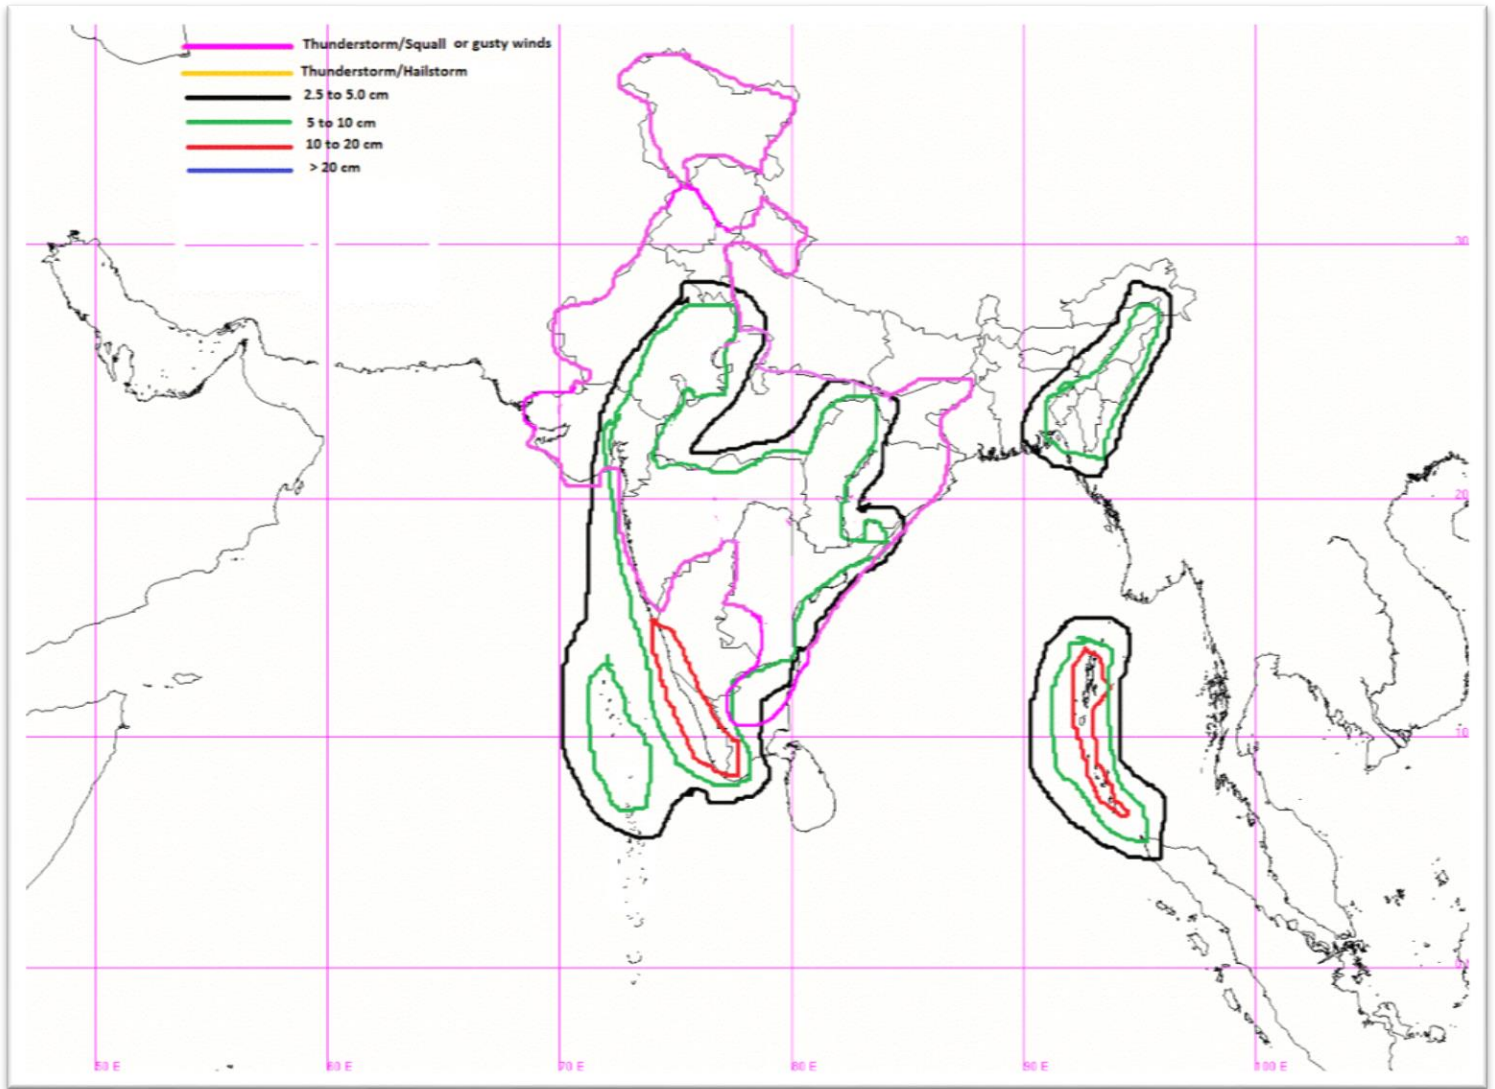 Thunderstorm/Squall or gusty winds
Thunderstorm/Hailstorm
2.5 to 5.0 cm
5 to 10 cm
10 to 20 cm
> 20 cm
30
20
10
50 E
60 E
70 E
80 E
90 E
100 E